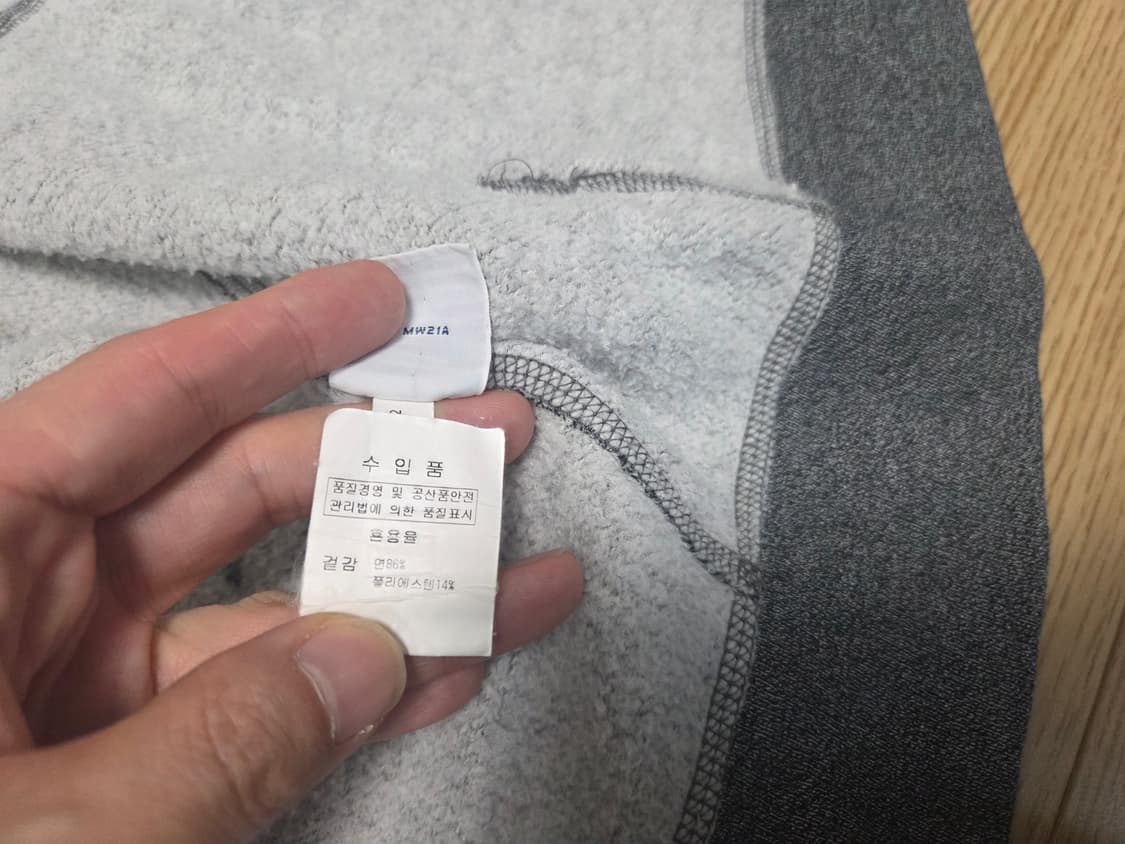 MW21A
수입품
품질경영 및 공산품안전
관리법에 의한 품질표시
혼용율
겉감 면86%
폴리에스텔14%